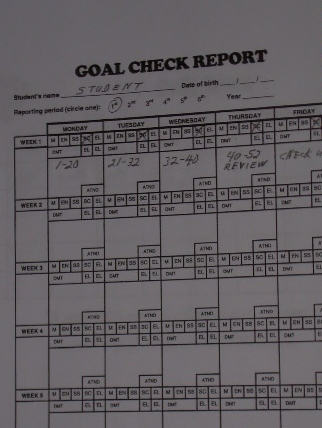 GOAL CHECK REPORT
Student's name STUDENT Date of birth / /
Reporting period (circle one): 1st 2nd 3rd 4th 5th 6th Year
MONDAY TUESDAY WEDNESDAY THURSDAY FRIDAY
WEEK 1 M EN SS SC EL M EN SS SC EL M EN SS SC EL M EN SS SC EL M EN SS
DMT EL EL DMT EL EL DMT EL EL DMT EL EL DMT
1-20 21-32 32-40 40-52 CHECK
REVIEW
ATND ATND ATND ATND
WEEK 2 M EN SS SC EL M EN SS SC EL M EN SS SC EL M EN SS SC EL M EN SS
DMT EL EL DMT EL EL DMT EL EL DMT EL EL DMT
ATND ATND ATND ATND
WEEK 3 M EN SS SC EL M EN SS SC EL M EN SS SC EL M EN SS SC EL M EN SS
DMT EL EL DMT EL EL DMT EL EL DMT EL EL DMT
ATND ATND ATND ATND
WEEK 4 M EN SS SC EL M EN SS SC EL M EN SS SC EL M EN SS SC EL M EN SS
DMT EL EL DMT EL EL DMT EL EL DMT EL EL DMT
ATND ATND ATND ATND
WEEK 5 M EN SS SC EL M EN SS SC EL M EN SS SC EL M EN SS SC EL M EN SS
DMT EL EL DMT EL EL DMT EL EL DMT EL EL DMT